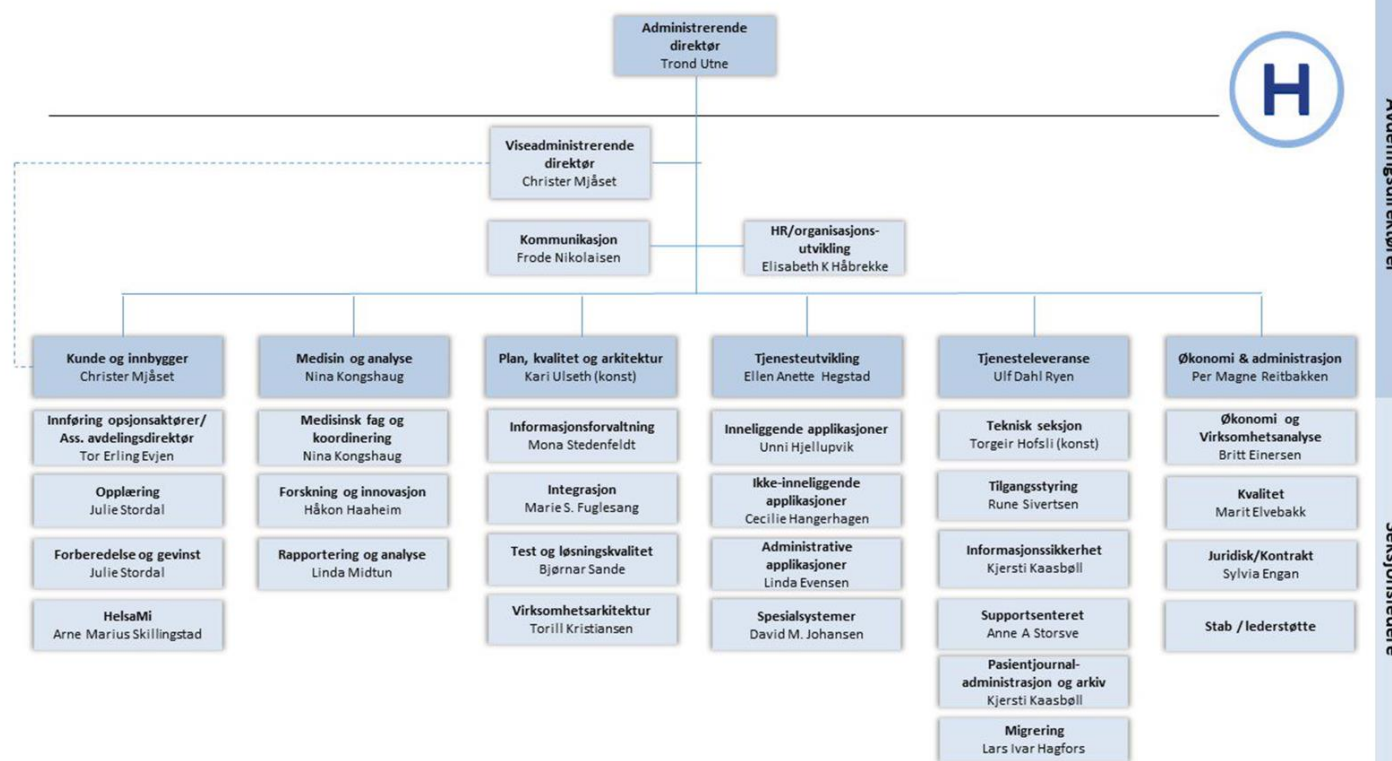 Administrerende
direktør
Trond Utne
H
Viseadministrerende
direktør
Christer Mjåset
Kommunikasjon
Frode Nikolaisen
HR/organisasjons-
utvikling
Elisabeth K Håbrekke
Avdelingsdirektører
Kunde og innbygger
Christer Mjåset
Innføring opsjonsaktører/
Ass. avdelingsdirektør
Tor Erling Evjen
Opplæring
Julie Stordal
Forberedelse og gevinst
Julie Stordal
HelsaMi
Arne Marius Skillingstad
Medisin og analyse
Nina Kongshaug
Medisinsk fag og
koordinering
Nina Kongshaug
Forskning og innovasjon
Håkon Haaheim
Rapportering og analyse
Linda Midtun
Plan, kvalitet og arkitektur
Kari Ulseth (konst)
Informasjonsforvaltning
Mona Stedenfeldt
Integrasjon
Marie S. Fuglesang
Test og løsningskvalitet
Bjørnar Sande
Virksomhetsarkitektur
Torill Kristiansen
Tjenesteutvikling
Ellen Anette Hegstad
Inneliggende applikasjoner
Unni Hjellupvik
Ikke-inneliggende
applikasjoner
Cecilie Hangerhagen
Administrative
applikasjoner
Linda Evensen
Spesialsystemer
David M. Johansen
Tjenesteleveranse
Ulf Dahl Ryen
Teknisk seksjon
Torgeir Hofsli (konst)
Tilgangsstyring
Rune Sivertsen
Informasjonssikkerhet
Kjersti Kaasbøll
Supportsenteret
Anne A Storsve
Pasientjournal-
administrasjon og arkiv
Kjersti Kaasbøll
Migrering
Lars Ivar Hagfors
Økonomi & administrasjon
Per Magne Reitbakken
Økonomi og
Virksomhetsanalyse
Britt Einersen
Kvalitet
Marit Elvebakk
Juridisk/Kontrakt
Sylvia Engan
Stab / lederstøtte
Seksjonsledere